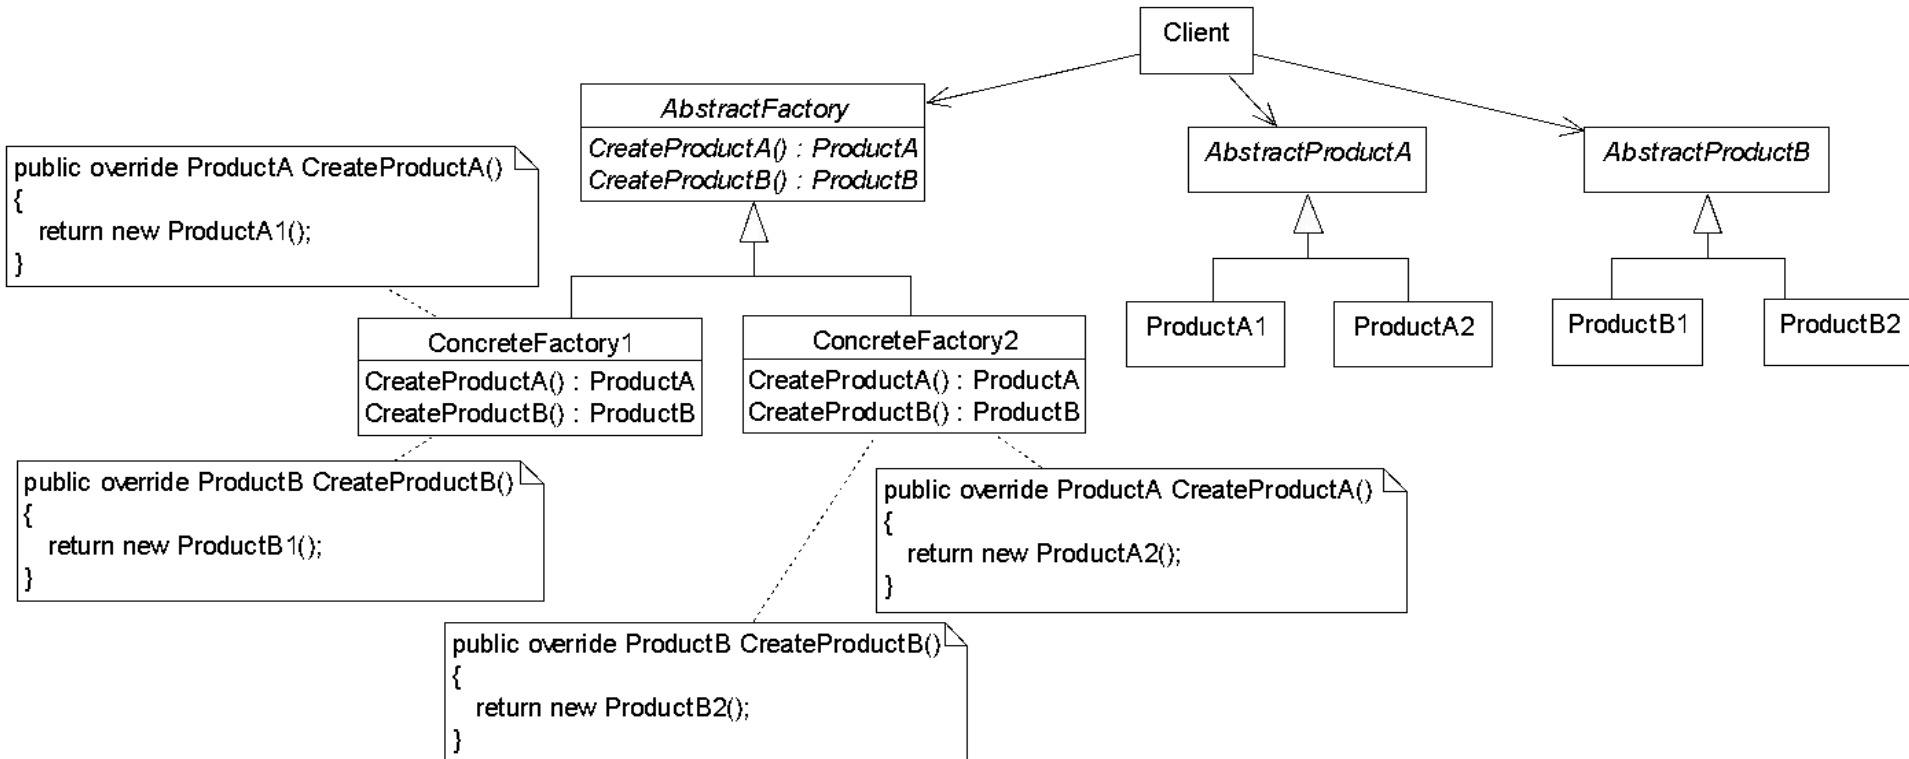 Client
AbstractFactory
CreateProductA() : ProductA
CreateProductB() : ProductB
AbstractProductA
AbstractProductB
public override ProductA CreateProductA()
{
return new ProductA1();
}
ConcreteFactory1
CreateProductA() : ProductA
CreateProductB() : ProductB
ConcreteFactory2
CreateProductA() : ProductA
CreateProductB() : ProductB
ProductA1
ProductA2
ProductB1
ProductB2
public override ProductB CreateProductB()
{
return new ProductB1();
}
public override ProductA CreateProductA()
{
return new ProductA2();
}
public override ProductB CreateProductB()
{
return new ProductB2();
}